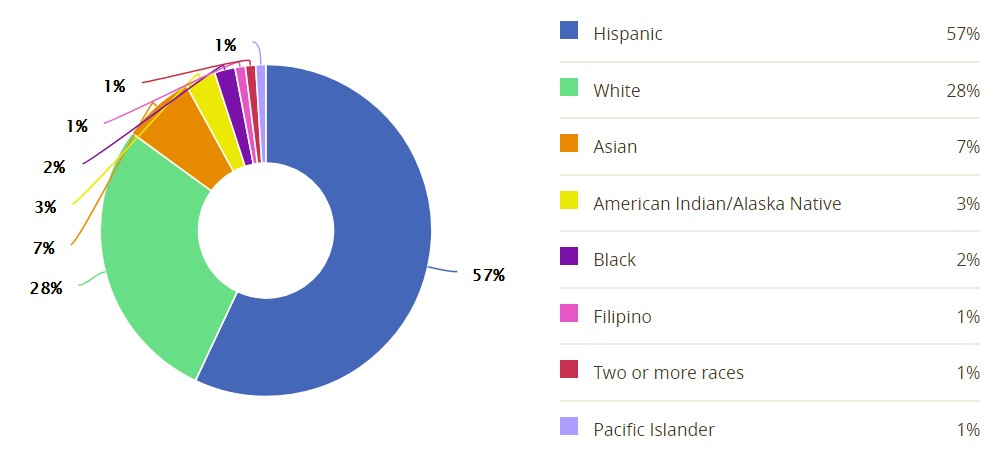 1%
1%
1%
2%
3%
7%
28%
57%
Hispanic 57%
White 28%
Asian 7%
American Indian/Alaska Native 3%
Black 2%
Filipino 1%
Two or more races 1%
Pacific Islander 1%